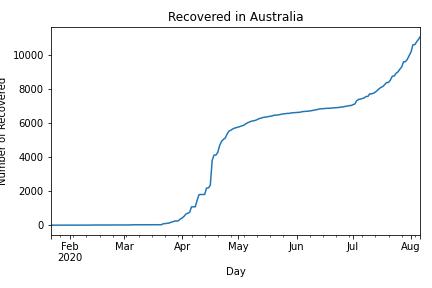 Recovered in Australia
Number of Recovered
10000
8000
6000
4000
2000
0
Feb Mar Apr May Jun Jul Aug
2020
Day